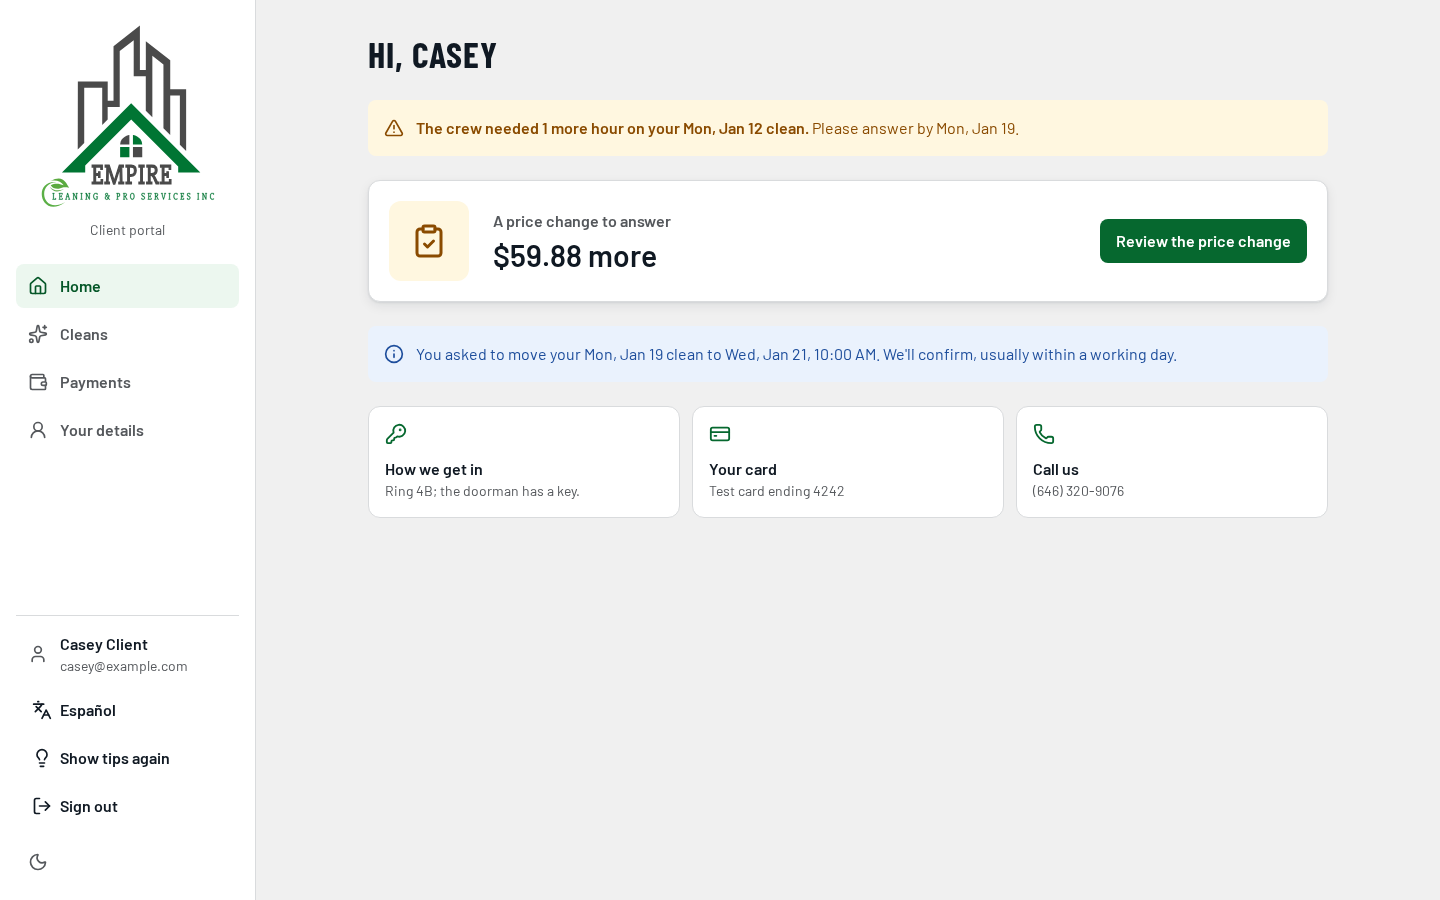 EMPIRE
LEANING & PRO SERVICES INC
Client portal
Home
Cleans
Payments
Your details
Casey Client
casey@example.com
Español
Show tips again
Sign out
HI, CASEY
The crew needed 1 more hour on your Mon, Jan 12 clean. Please answer by Mon, Jan 19.
A price change to answer
$59.88 more
Review the price change
You asked to move your Mon, Jan 19 clean to Wed, Jan 21, 10:00 AM. We'll confirm, usually within a working day.
How we get in
Ring 4B; the doorman has a key.
Your card
Test card ending 4242
Call us
(646) 320-9076